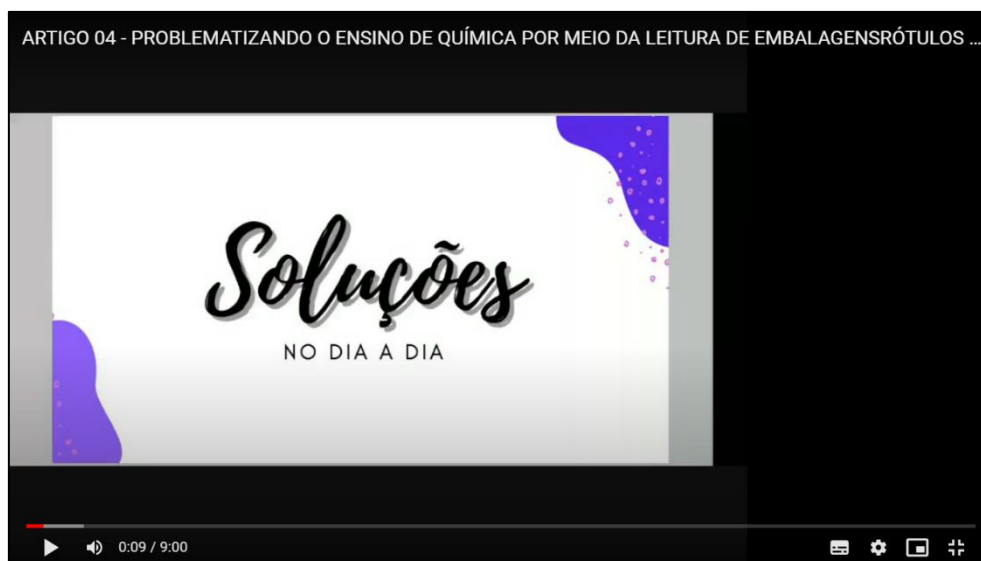 ARTIGO 04 - PROBLEMATIZANDO O ENSINO DE QUÍMICA POR MEIO DA LEITURA DE EMBALAGENSRÓTULOS ...
Soluções
NO DIA A DIA
0:09 / 9:00